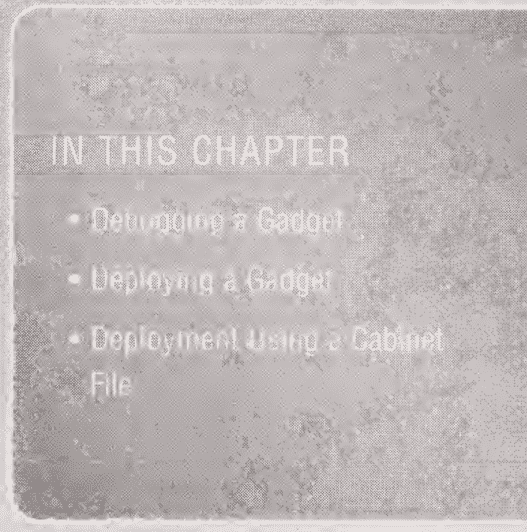 IN THIS CHAPTER
• Debugging a Gadget
• Deploying a Gadget
• Deployment Using a Cabinet
File